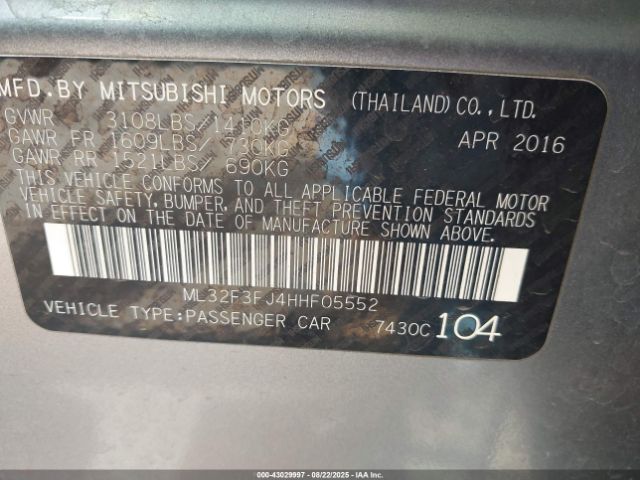 MFD.BY MITSUBISHI MOTORS (THAILAND)CO.,LTD.
GVWR 3108LBS/1410KG APR 2016
GAWR FR 1609LBS/ 730KG
GAWR RR 1521LBS/ 690KG
THIS VEHICLE CONFORMS TO ALL APPLICABLE FEDERAL MOTOR
VEHICLE SAFETY, BUMPER, AND THEFT PREVENTION STANDARDS
IN EFFECT ON THE DATE OF MANUFACTURE SHOWN ABOVE.
ML32F3FJ4HHF05552
VEHICLE TYPE:PASSENGER CAR 7430C 104
000-43029997 - 08/22/2025 - IAAI.COM